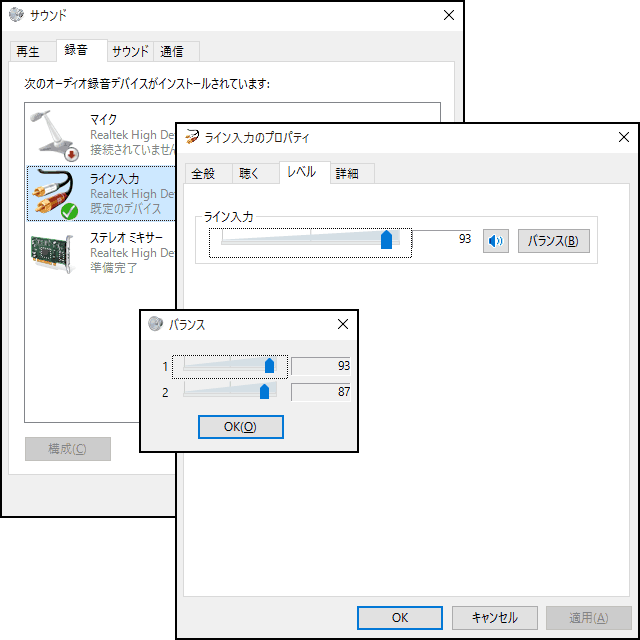 サウンド
再生
録音
サウンド
通信
次のオーディオ録音デバイスがインストールされています:
マイク
Realtek High De
接続されていません
ライン入力
Realtek High De
既定のデバイス
ステレオ ミキサー
Realtek High De
準備完了
構成(C)
ライン入力のプロパティ
全般
聴く
レベル
詳細
ライン入力
93
バランス(B)
バランス
1
93
2
87
OK(O)
OK
キャンセル
適用(A)